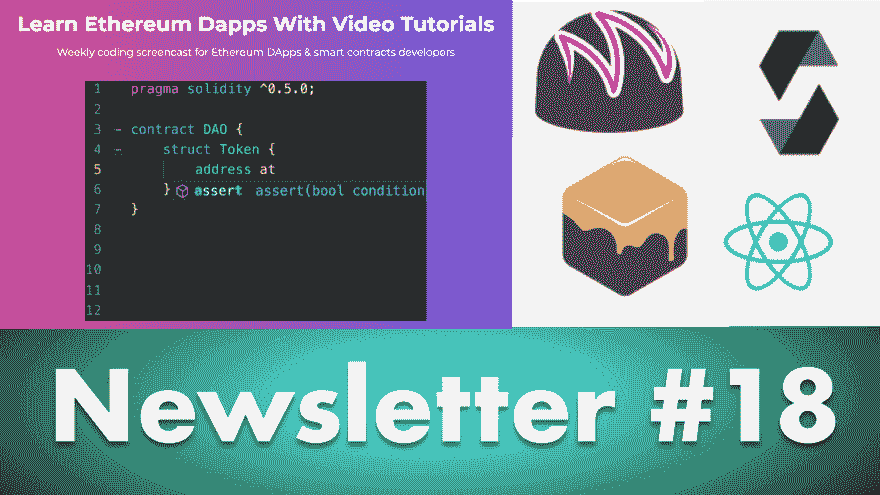 Learn Ethereum Dapps With Video Tutorials
Weekly coding screencast for Ethereum DApps & smart contracts developers
1 pragma solidity ^0.5.0;
2
3 contract DAO {
4 struct Token {
5 address at
6 } assert assert(bool condition
7 }
8
9
10
11
12
Newsletter #18